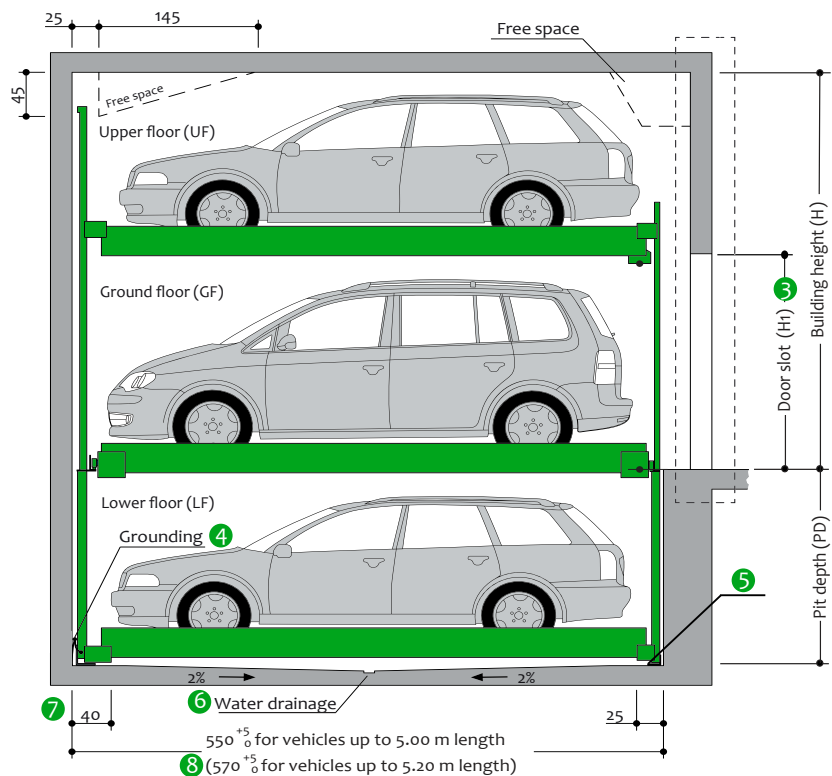 25 145
Free space
45
Free space
Upper floor (UF)
Building height (H)
3
Door slot (H1)
Ground floor (GF)
Lower floor (LF)
Grounding 4
5
Pit depth (PD)
2% 2%
6 Water drainage
7 40 25
550 +5 0 for vehicles up to 5.00 m length
8 (570 +5 0 for vehicles up to 5.20 m length)